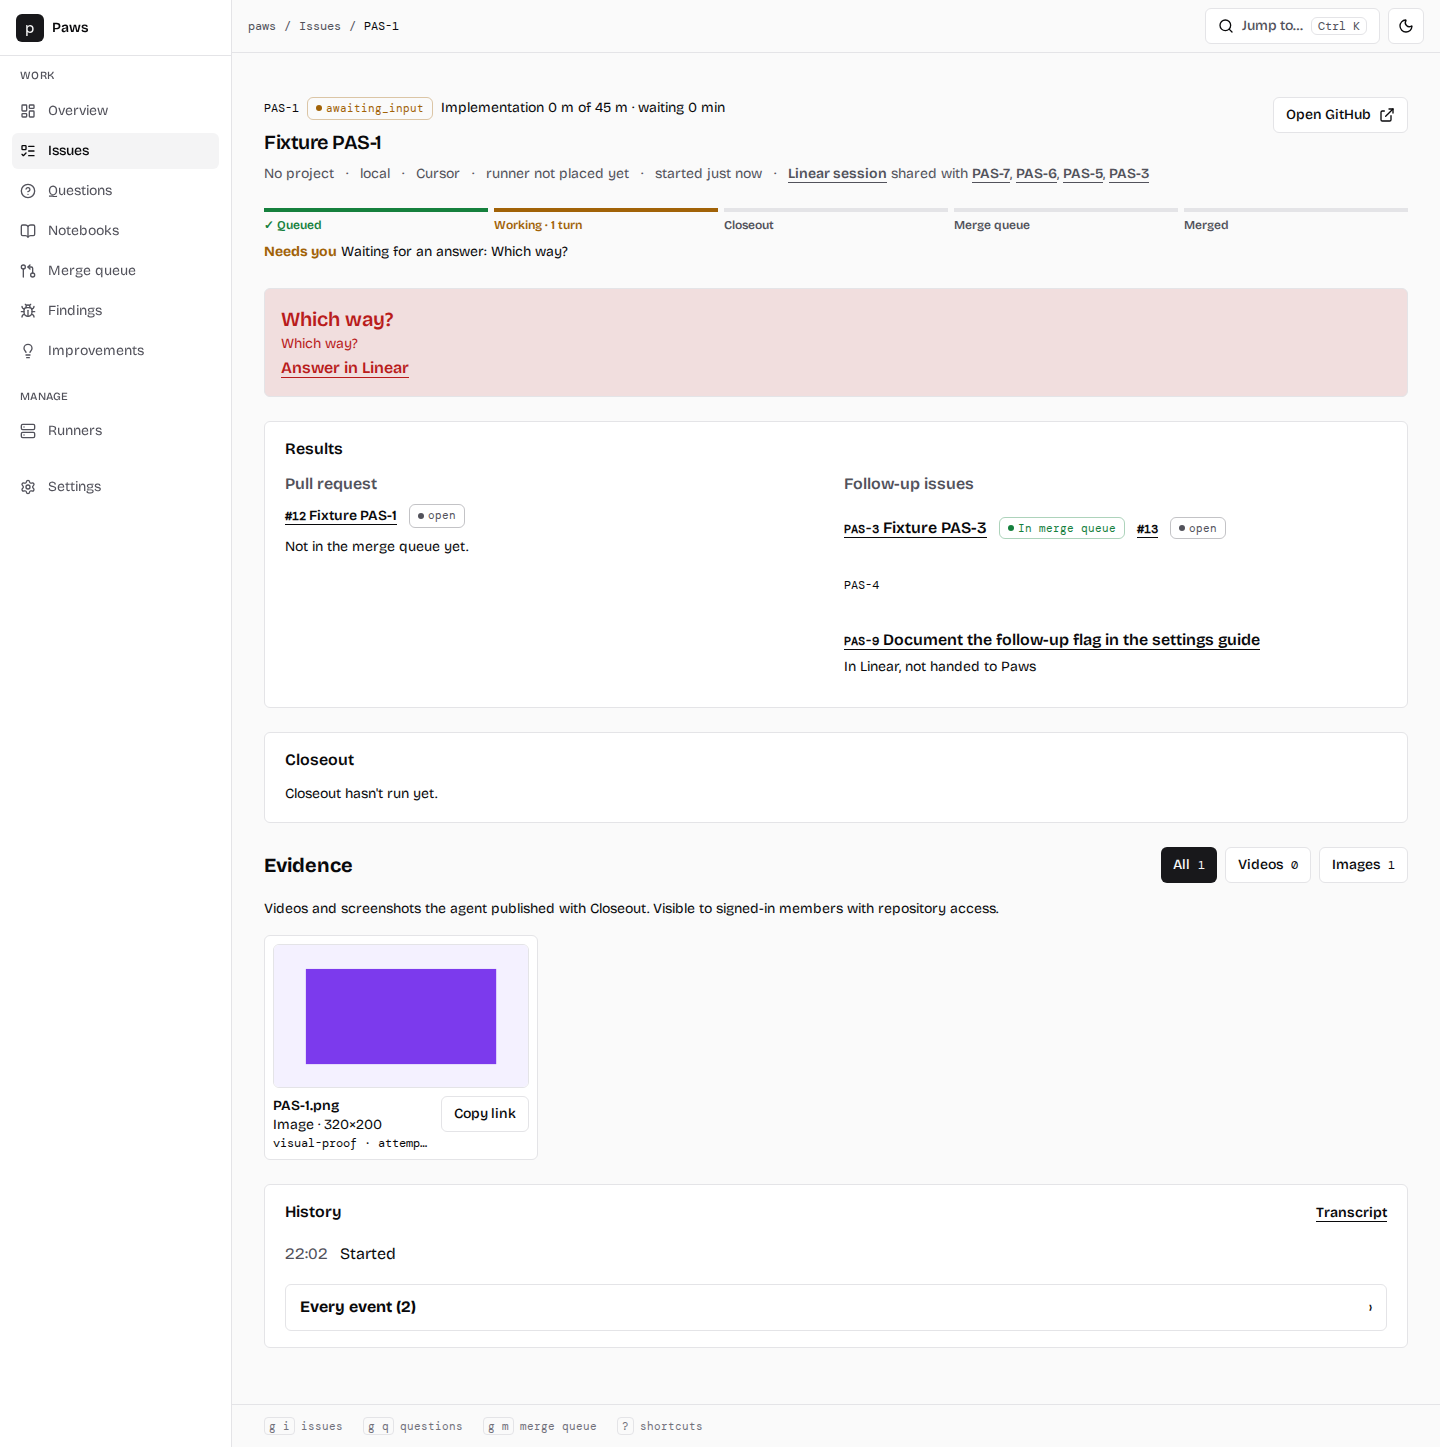 p Paws
WORK
Overview
Issues
Questions
Notebooks
Merge queue
Findings
Improvements
MANAGE
Runners
Settings
paws / Issues / PAS-1
Jump to... Ctrl K
PAS-1 awaiting_input Implementation 0 m of 45 m · waiting 0 min
Open GitHub
Fixture PAS-1
No project · local · Cursor · runner not placed yet · started just now · Linear session shared with PAS-7, PAS-6, PAS-5, PAS-3
✓ Queued
Working · 1 turn
Closeout
Merge queue
Merged
Needs you Waiting for an answer: Which way?
Which way?
Which way?
Answer in Linear
Results
Pull request
#12 Fixture PAS-1 open
Not in the merge queue yet.
Follow-up issues
PAS-3 Fixture PAS-3 In merge queue #13 open
PAS-4
PAS-9 Document the follow-up flag in the settings guide
In Linear, not handed to Paws
Closeout
Closeout hasn't run yet.
Evidence
All 1 Videos 0 Images 1
Videos and screenshots the agent published with Closeout. Visible to signed-in members with repository access.
PAS-1.png
Image · 320×200
visual-proof · attemp…
Copy link
History
Transcript
22:02 Started
Every event (2)
g i issues g q questions g m merge queue ? shortcuts